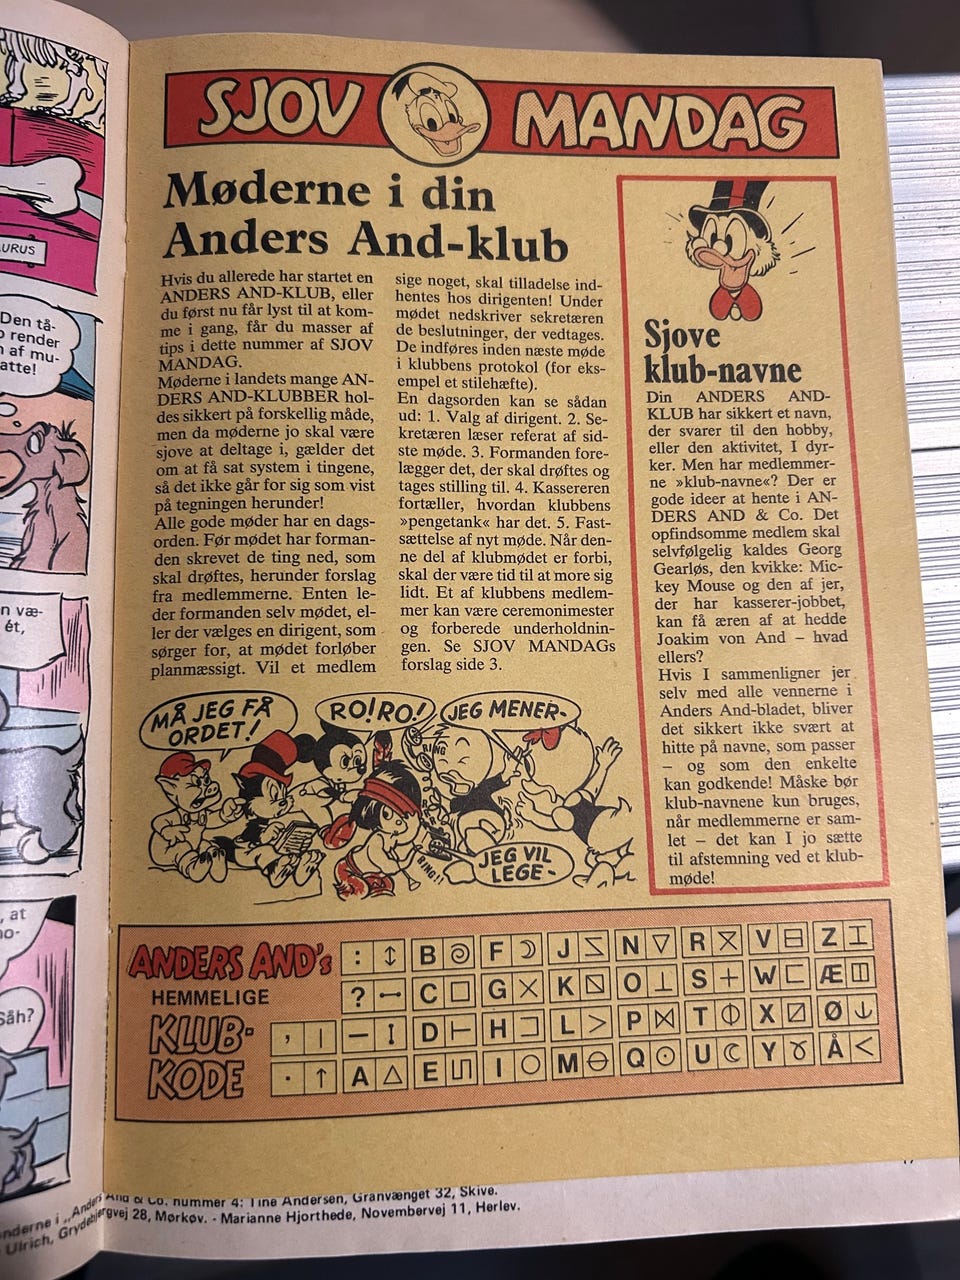 SJOV MANDAG
Møderne i din
Anders And-klub
Hvis du allerede har startet en
ANDERS AND-KLUB, eller
du først nu får lyst til at kom-
me i gang, får du masser af
tips i dette nummer af SJOV
MANDAG.
Møderne i landets mange AN-
DERS AND-KLUBBER hol-
des sikkert på forskellig måde,
men da møderne jo skal være
sjove at deltage i, gælder det
om at få sat system i tingene,
så det ikke går for sig som vist
på tegningen herunder!
Alle gode møder har en dags-
orden. Før mødet har forman-
den skrevet de ting ned, som
skal drøftes, herunder forslag
fra medlemmerne. Enten le-
der formanden selv mødet, el-
ler der vælges en dirigent, som
sørger for, at mødet forløber
planmæssigt. Vil et medlem
sige noget, skal tilladelse ind-
hentes hos dirigenten! Under
mødet nedskriver sekretæren
de beslutninger, der vedtages.
De indføres inden næste møde
i klubbens protokol (for eks-
empel et stilehæfte).
En dagsorden kan se sådan
ud: 1. Valg af dirigent. 2. Se-
kretæren læser referat af sid-
ste møde. 3. Formanden fore-
lægger det, der skal drøftes og
tages stilling til. 4. Kassereren
fortæller, hvordan klubbens
»pengetank« har det. 5. Fast-
sættelse af nyt møde. Når den-
ne del af klubmødet er forbi,
skal der være tid til at more sig
lidt. Et af klubbens medlem-
mer kan være ceremonimester
og forberede underholdnin-
gen. Se SJOV MANDAGs
forslag side 3.
Sjove
klub-navne
Din ANDERS AND-
KLUB har sikkert et navn,
der svarer til den hobby,
eller den aktivitet, I dyr-
ker. Men har medlemmer-
ne »klub-navne«? Der er
gode ideer at hente i AN-
DERS AND & Co. Det
opfindsomme medlem skal
selvfølgelig kaldes Georg
Gearløs, den kvikke: Mic-
key Mouse og den af jer,
der har kasserer-jobbet,
kan få æren af at hedde
Joakim von And – hvad
ellers?
Hvis I sammenligner jer
selv med alle vennerne i
Anders And-bladet, bliver
det sikkert ikke svært at
hitte på navne, som passer
– og som den enkelte
kan godkende! Måske bør
klub-navnene kun bruges,
når medlemmerne er sam-
let – det kan I jo sætte
til afstemning ved et klub-
møde!
MÅ JEG FÅ
ORDET!
RO! RO!
JEG MENER-
RING
RRRRR
RING!!
JEG VIL
LEGE-
ANDERS AND's
HEMMELIGE
KLUB-
KODE
: B F J N R V Z
? C G K O S W Æ
, – D H L P T X Ø
. A E I M Q U Y Å
And & Co. nummer 4: Tine Andersen, Granvænget 32, Skive.
Ulrich, Grydebjergvej 28, Mørkøv. - Marianne Hjorthede, Novembervej 11, Herlev.
URUS
Den tå-
render
af mu-
atte!
n væ-
ét,
, at
Såh?